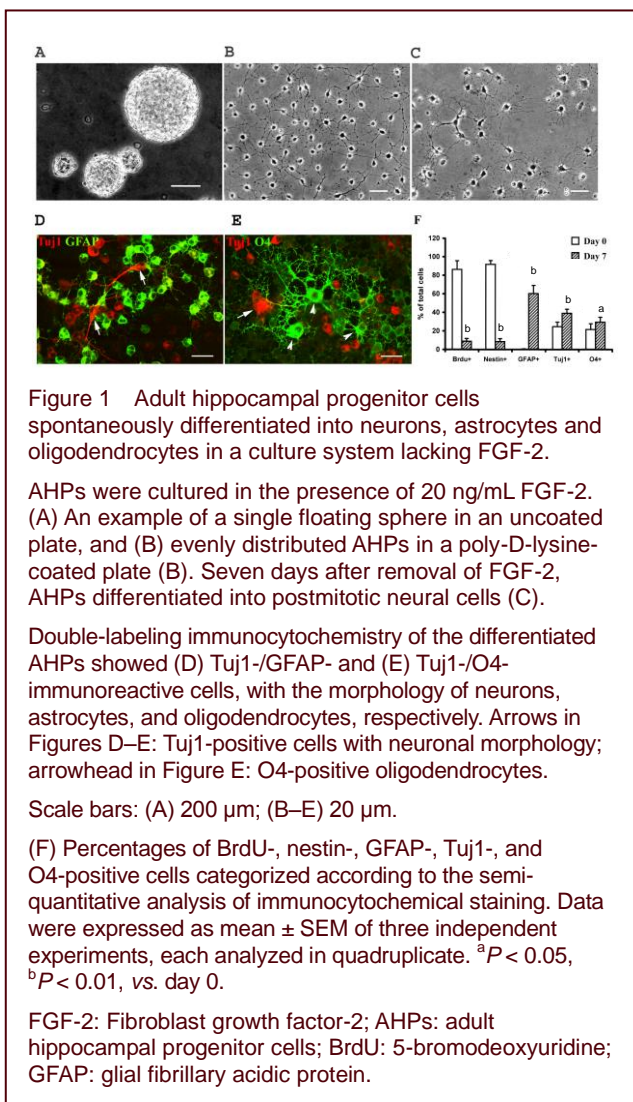 A B C
D E F
Tuj1 GFAP
Tuj1 O4
Day 0
Day 7
% of total cells
120
100
80
60
40
20
0
b b b b a
Brdu+ Nestin+ GFAP+ Tuj1+ O4+
Figure 1 Adult hippocampal progenitor cells
spontaneously differentiated into neurons, astrocytes and
oligodendrocytes in a culture system lacking FGF-2.
AHPs were cultured in the presence of 20 ng/mL FGF-2.
(A) An example of a single floating sphere in an uncoated
plate, and (B) evenly distributed AHPs in a poly-D-lysine-
coated plate (B). Seven days after removal of FGF-2,
AHPs differentiated into postmitotic neural cells (C).
Double-labeling immunocytochemistry of the differentiated
AHPs showed (D) Tuj1-/GFAP- and (E) Tuj1-/O4-
immunoreactive cells, with the morphology of neurons,
astrocytes, and oligodendrocytes, respectively. Arrows in
Figures D–E: Tuj1-positive cells with neuronal morphology;
arrowhead in Figure E: O4-positive oligodendrocytes.
Scale bars: (A) 200 μm; (B–E) 20 μm.
(F) Percentages of BrdU-, nestin-, GFAP-, Tuj1-, and
O4-positive cells categorized according to the semi-
quantitative analysis of immunocytochemical staining. Data
were expressed as mean ± SEM of three independent
experiments, each analyzed in quadruplicate. aP < 0.05,
bP < 0.01, vs. day 0.
FGF-2: Fibroblast growth factor-2; AHPs: adult
hippocampal progenitor cells; BrdU: 5-bromodeoxyuridine;
GFAP: glial fibrillary acidic protein.